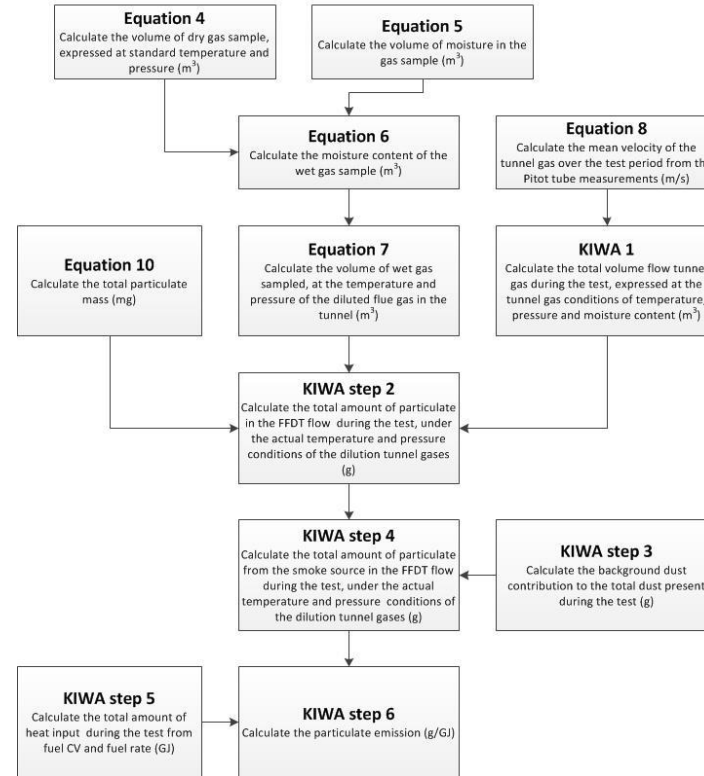 Equation 4
Calculate the volume of dry gas sample,
expressed at standard temperature and
pressure (m³)
Equation 5
Calculate the volume of moisture in the
gas sample (m³)
Equation 6
Calculate the moisture content of the
wet gas sample (m³)
Equation 8
Calculate the mean velocity of the
tunnel gas over the test period from th
Pitot tube measurements (m/s)
Equation 10
Calculate the total particulate
mass (mg)
Equation 7
Calculate the volume of wet gas
sampled, at the temperature and
pressure of the diluted flue gas in the
tunnel (m³)
KIWA 1
Calculate the total volume flow tunne
gas during the test, expressed at the
tunnel gas conditions of temperature,
pressure and moisture content (m³)
KIWA step 2
Calculate the total amount of particulate
in the FFDT flow during the test, under
the actual temperature and pressure
conditions of the dilution tunnel gases
(g)
KIWA step 4
Calculate the total amount of particulate
from the smoke source in the FFDT flow
during the test, under the actual
temperature and pressure conditions of
the dilution tunnel gases (g)
KIWA step 3
Calculate the background dust
contribution to the total dust present
during the test (g)
KIWA step 5
Calculate the total amount of
heat input during the test from
fuel CV and fuel rate (GJ)
KIWA step 6
Calculate the particulate emission (g/GJ)